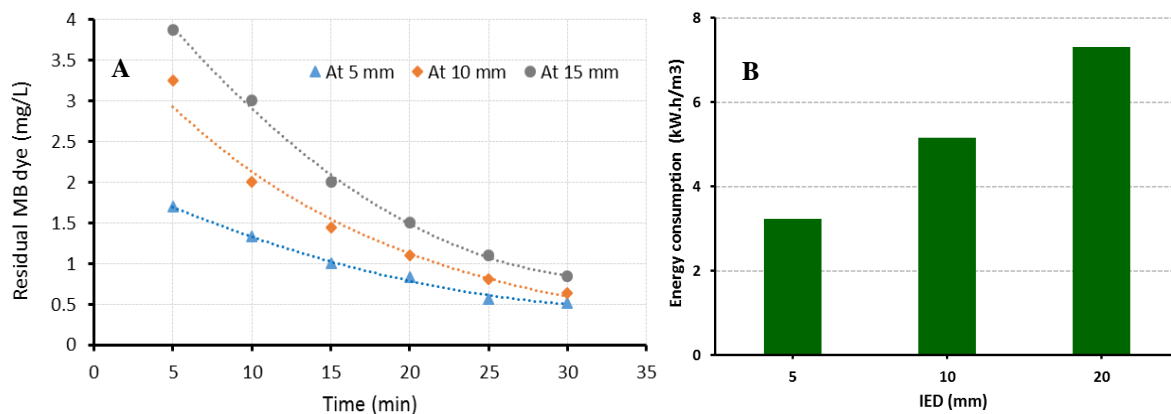 A
At 5 mm
At 10 mm
At 15 mm
Residual MB dye (mg/L)
4
3.5
3
2.5
2
1.5
1
0.5
0
0 5 10 15 20 25 30 35
Time (min)
B
Energy consumption (kW.h/m3)
8
6
4
2
0
5 10 20
IED (mm)